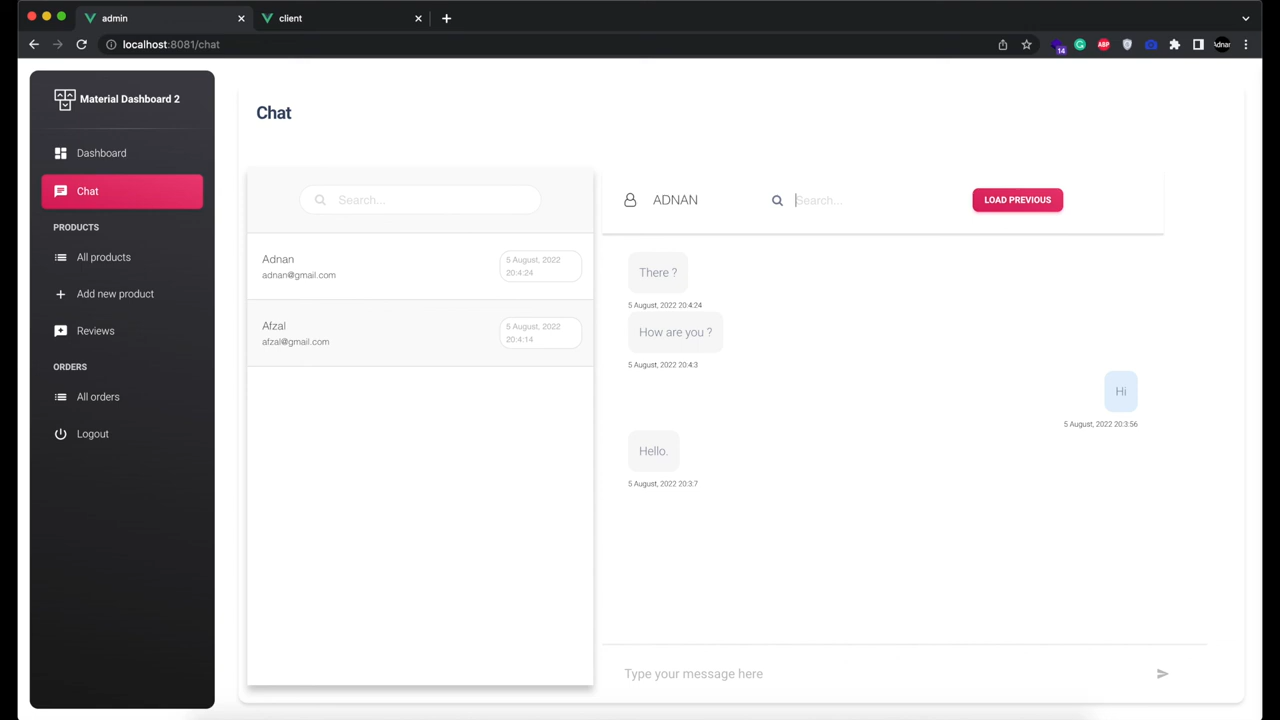 admin
client
localhost:8081/chat
14
ABP
Adnan
Material Dashboard 2
Dashboard
Chat
PRODUCTS
All products
Add new product
Reviews
ORDERS
All orders
Logout
Chat
Search...
Adnan
adnan@gmail.com
5 August, 2022
20:4:24
Afzal
afzal@gmail.com
5 August, 2022
20:4:14
ADNAN
Search...
LOAD PREVIOUS
There ?
5 August, 2022 20:4:24
How are you ?
5 August, 2022 20:4:3
Hi
5 August, 2022 20:3:56
Hello.
5 August, 2022 20:3:7
Type your message here